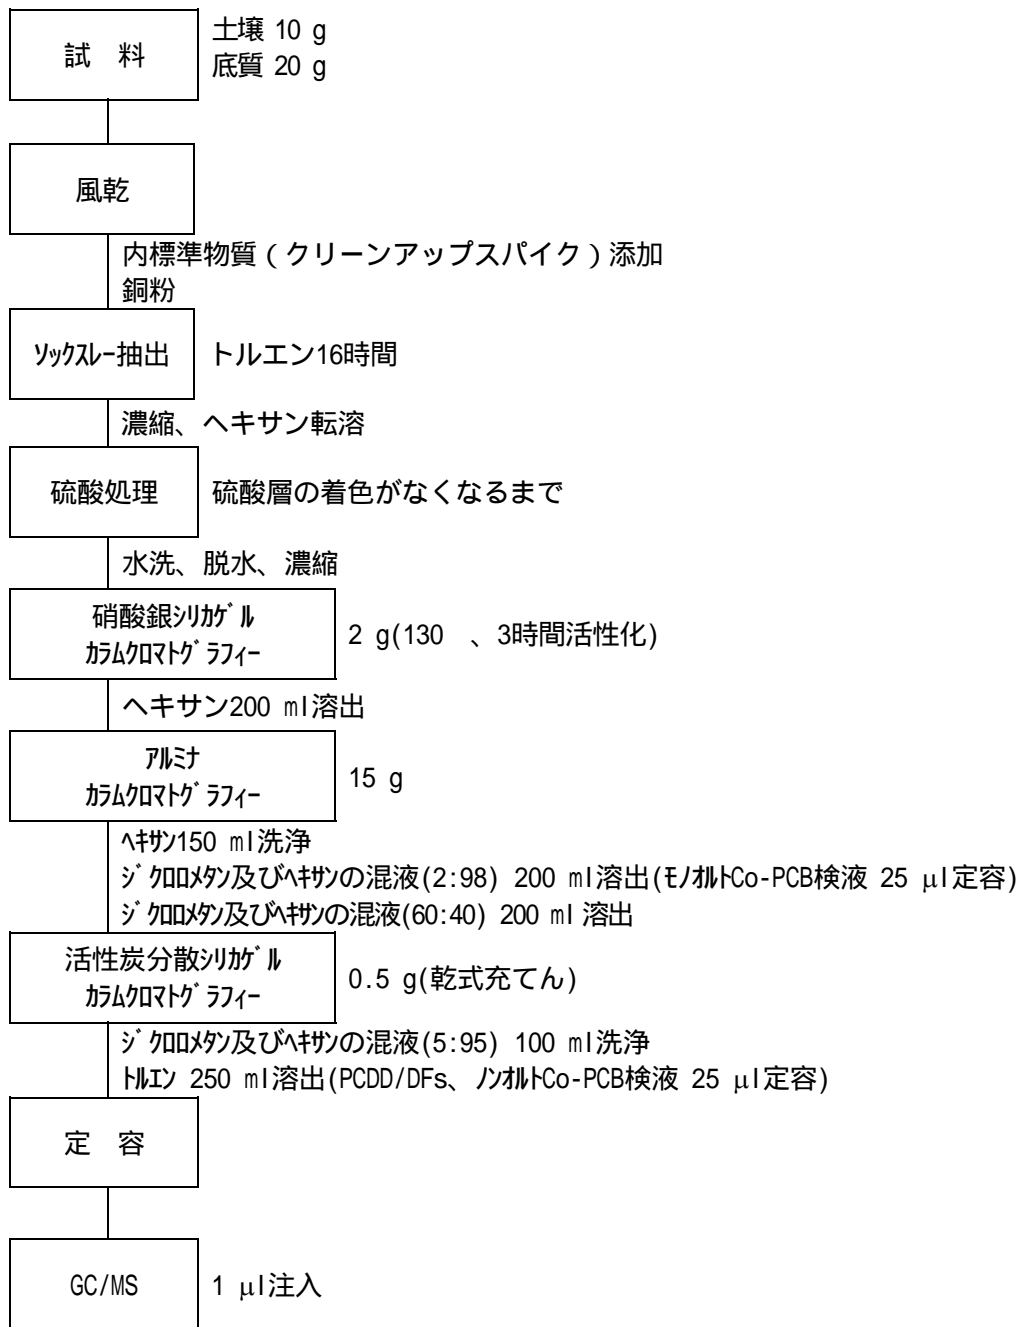 試 料
土壌 10 g
底質 20 g
風乾
内標準物質(クリーンアップスパイク)添加
銅粉
ソックスレー抽出
トルエン16時間
濃縮、ヘキサン転溶
硫酸処理
硫酸層の着色がなくなるまで
水洗、脱水、濃縮
硝酸銀シリカゲル
カラムクロマトグラフィー
2 g(130 、3時間活性化)
ヘキサン200 ml溶出
アルミナ
カラムクロマトグラフィー
15 g
ヘキサン150 ml洗浄
ジクロロメタン及びヘキサンの混液(2:98) 200 ml溶出(モノオルトCo-PCB検液 25 μl定容)
ジクロロメタン及びヘキサンの混液(60:40) 200 ml 溶出
活性炭分散シリカゲル
カラムクロマトグラフィー
0.5 g(乾式充てん)
ジクロロメタン及びヘキサンの混液(5:95) 100 ml洗浄
トルエン 250 ml溶出(PCDD/DFs、ノンオルトCo-PCB検液 25 μl定容)
定 容
GC/MS
1 μl注入